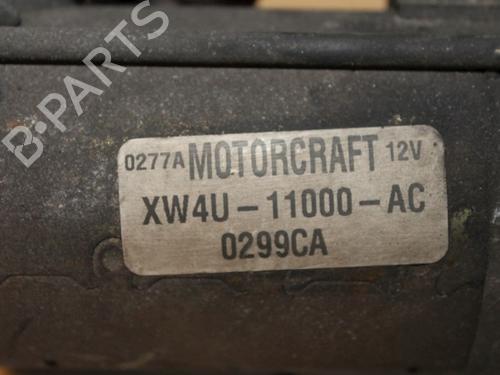 B-PARTS
0277A MOTORCRAFT 12V
XW4U-11000-AC
0299CA